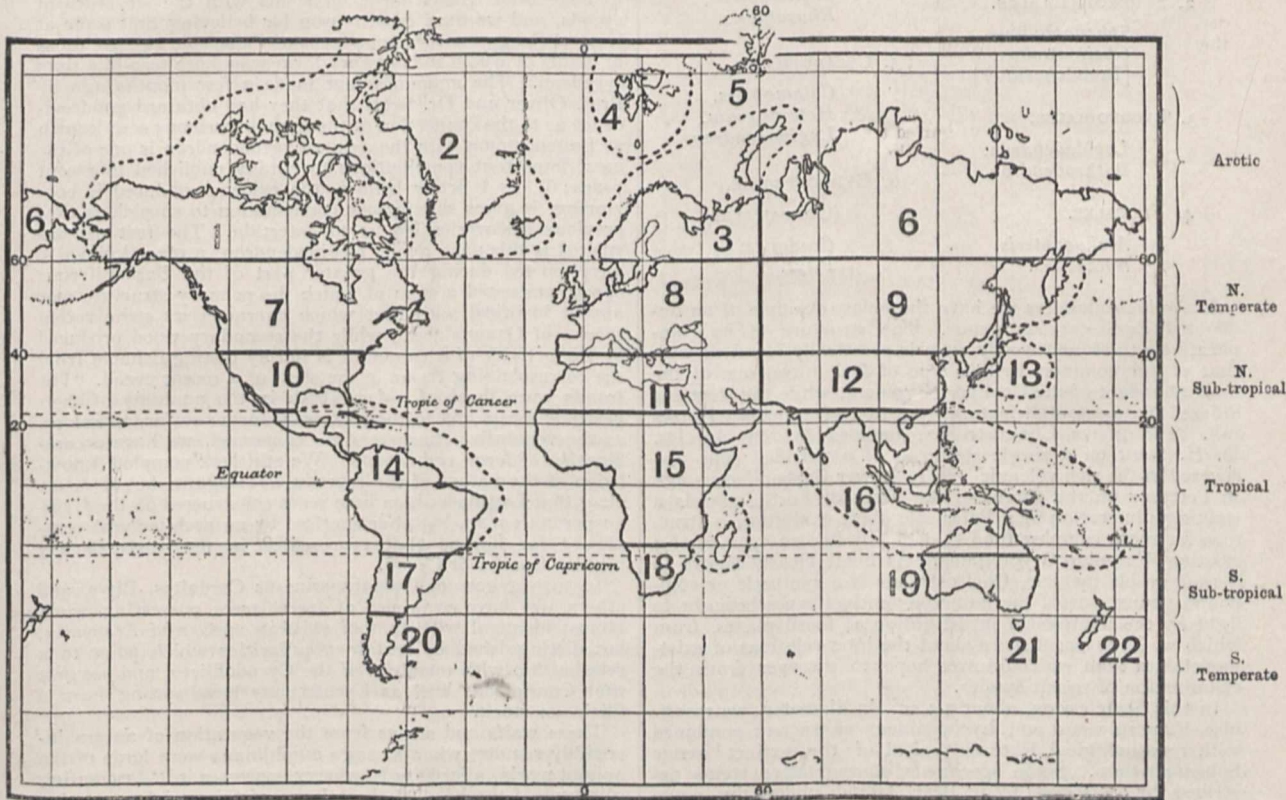 60
0
5
4
2
Arctic
6
1
6
3
60
60
N.
Temperate
7
8
9
40
40
N.
Sub-tropical
10
11
12
13
Tropic of Cancer
20
20
14
15
Equator
Tropical
16
Tropic of Capricorn
17
18
19
S.
Sub-tropical
20
21
22
S.
Temperate
0
60